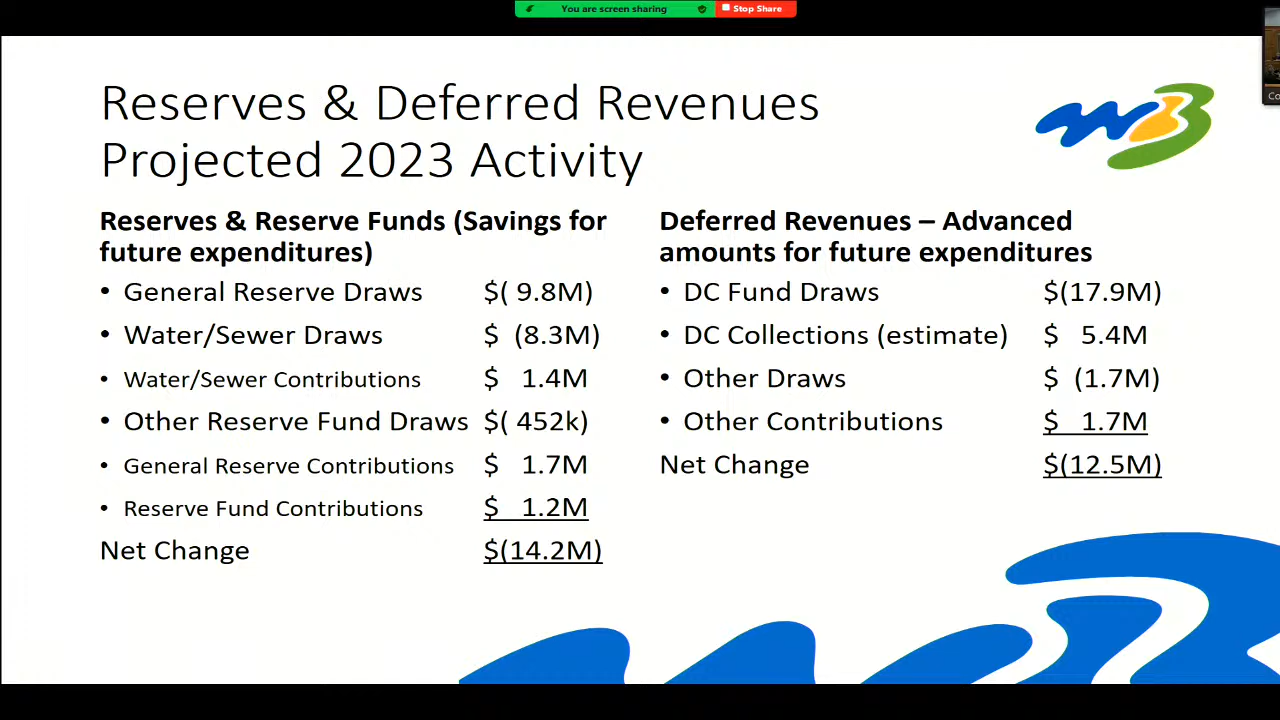 You are screen sharing Stop Share
Reserves & Deferred Revenues
Projected 2023 Activity
Reserves & Reserve Funds (Savings for
future expenditures)
• General Reserve Draws $( 9.8M)
• Water/Sewer Draws $ (8.3M)
• Water/Sewer Contributions $ 1.4M
• Other Reserve Fund Draws $( 452k)
• General Reserve Contributions $ 1.7M
• Reserve Fund Contributions $ 1.2M
Net Change $(14.2M)
Deferred Revenues – Advanced
amounts for future expenditures
• DC Fund Draws $(17.9M)
• DC Collections (estimate) $ 5.4M
• Other Draws $ (1.7M)
• Other Contributions $ 1.7M
Net Change $(12.5M)